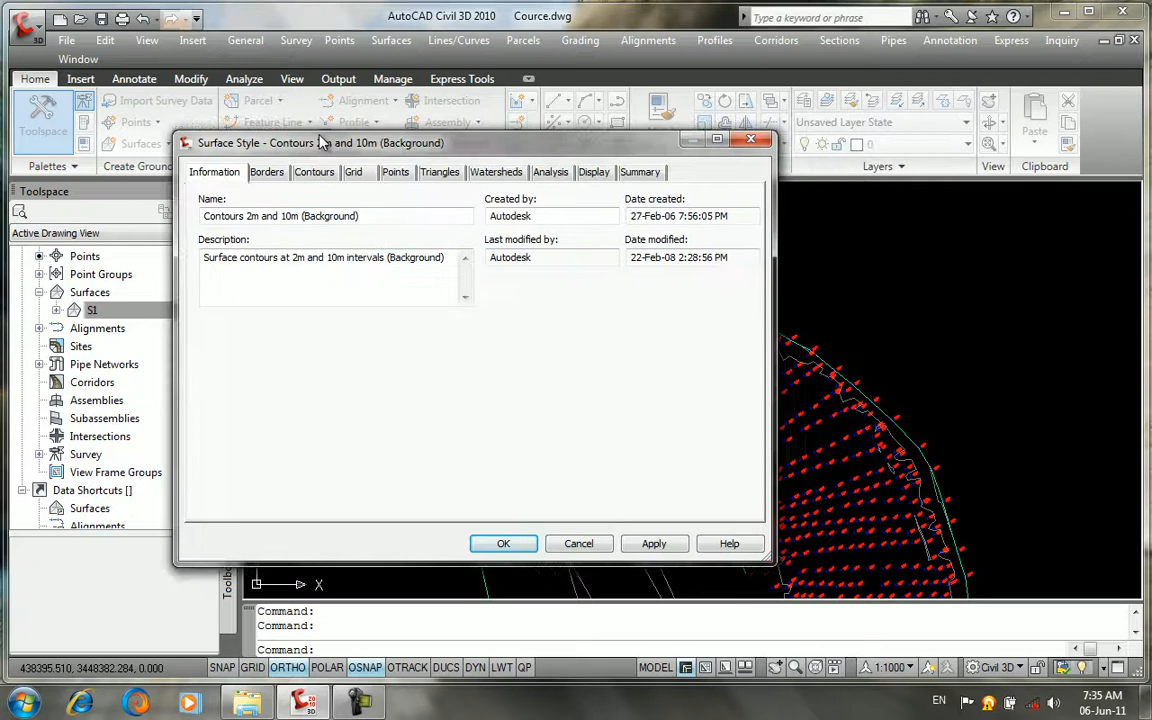 AutoCAD Civil 3D 2010 Cource.dwg
Type a keyword or phrase
File Edit View Insert General Survey Points Surfaces Lines/Curves Parcels Grading Alignments Profiles Corridors Sections Pipes Annotation Express Inquiry
Window
Home Insert Annotate Modify Analyze View Manage Output Express Tools
Import Survey Data Parcel Alignment Intersection
Toolspace Points Feature Line Profile Assembly Unsaved Layer State Paste
Surfaces 0
Palettes Create Ground Layers
Surface Style - Contours and 10m (Background)
Toolspace
Active Drawing View
Points
Point Groups
Surfaces
S1
Alignments
Sites
Pipe Networks
Corridors
Assemblies
Subassemblies
Intersections
Survey
View Frame Groups
Data Shortcuts []
Surfaces
Alignments
Information Borders Contours Grid Points Triangles Watersheds Analysis Display Summary
Name: Created by: Date created:
Contours 2m and 10m (Background) Autodesk 27-Feb-06 7:56:05 PM
Description: Last modified by: Date modified:
Surface contours at 2m and 10m intervals (Background) Autodesk 22-Feb-08 2:28:56 PM
OK Cancel Apply Help
X
Command:
Command:
Command:
438395.510, 3448382.284, 0.000 SNAP GRID ORTHO POLAR OSNAP OTRACK DUCS DYN LWT QP MODEL 1:1000 Civil 3D
EN 7:35 AM
06-Jun-11